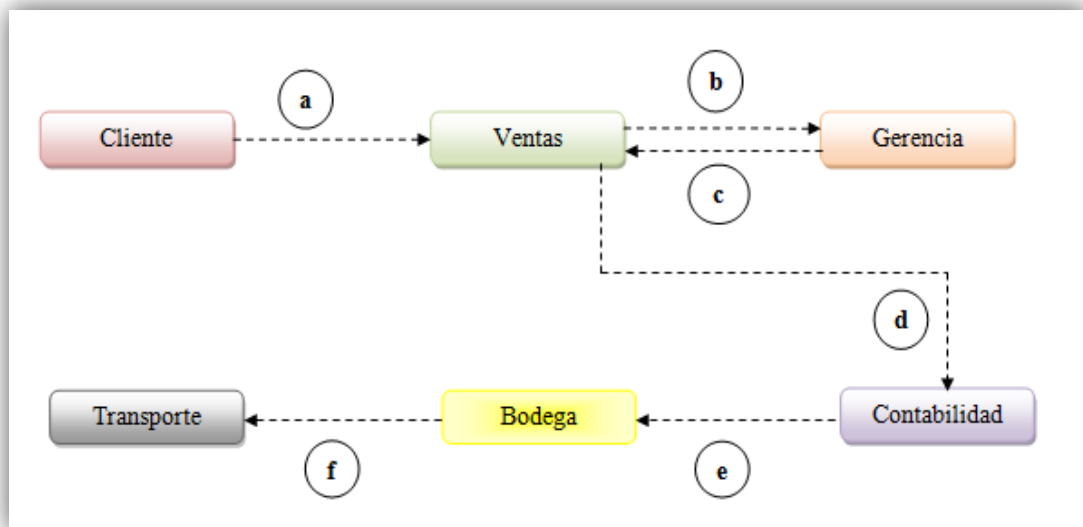 a
b
Cliente
Ventas
Gerencia
c
d
Transporte
Bodega
Contabilidad
f
e